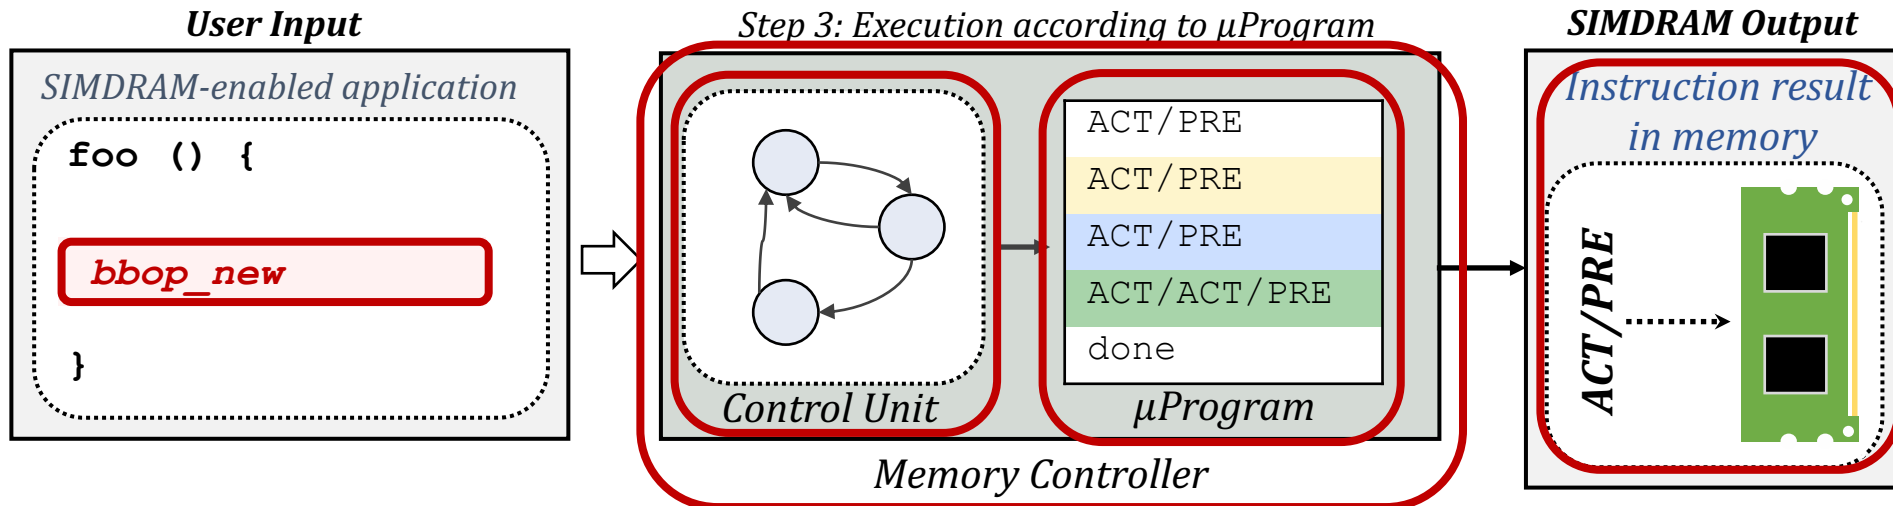 User Input
SIMDRAM-enabled application
foo () {
bbop_new
}
Step 3: Execution according to μProgram
Control Unit
ACT/PRE
ACT/PRE
ACT/PRE
ACT/ACT/PRE
done
μProgram
Memory Controller
SIMDRAM Output
Instruction result
in memory
ACT/PRE